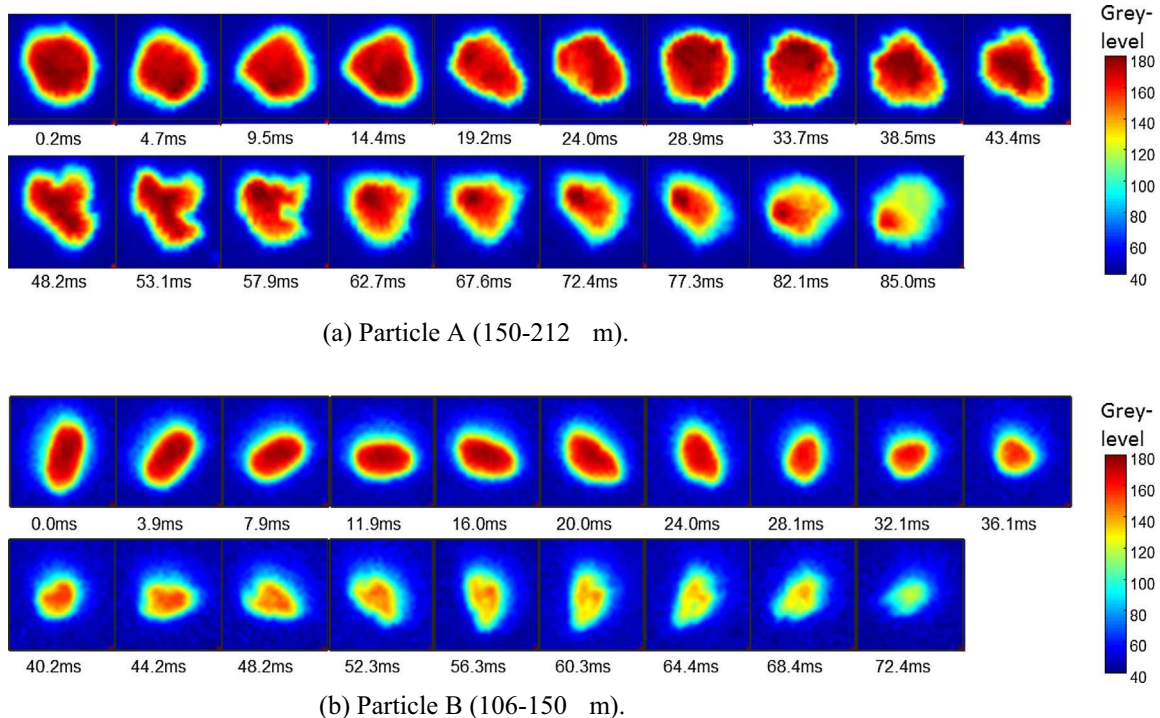 Grey-
level
180
160
140
120
100
80
60
40
0.2ms 4.7ms 9.5ms 14.4ms 19.2ms 24.0ms 28.9ms 33.7ms 38.5ms 43.4ms
48.2ms 53.1ms 57.9ms 62.7ms 67.6ms 72.4ms 77.3ms 82.1ms 85.0ms
(a) Particle A (150-212 m).
Grey-
level
180
160
140
120
100
80
60
40
0.0ms 3.9ms 7.9ms 11.9ms 16.0ms 20.0ms 24.0ms 28.1ms 32.1ms 36.1ms
40.2ms 44.2ms 48.2ms 52.3ms 56.3ms 60.3ms 64.4ms 68.4ms 72.4ms
(b) Particle B (106-150 m).